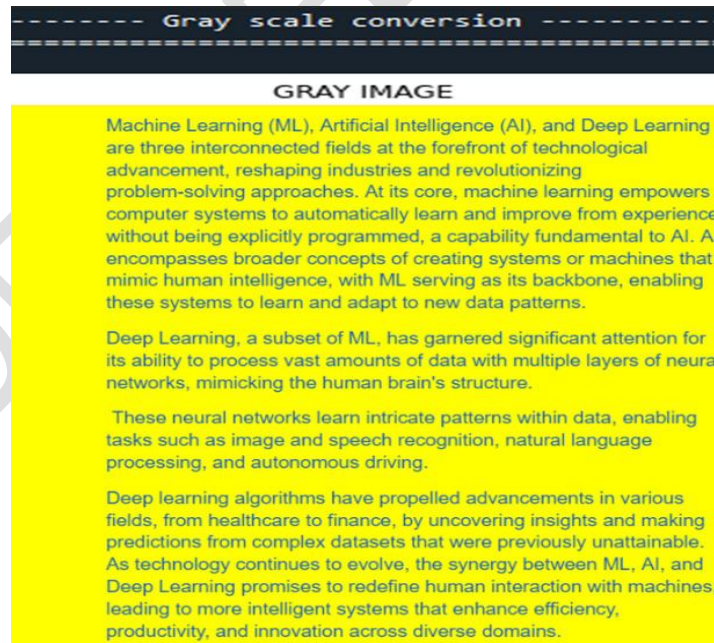 -------- Gray scale conversion ----------
========================================
GRAY IMAGE
Machine Learning (ML), Artificial Intelligence (AI), and Deep Learning
are three interconnected fields at the forefront of technological
advancement, reshaping industries and revolutionizing
problem-solving approaches. At its core, machine learning empowers
computer systems to automatically learn and improve from experience
without being explicitly programmed, a capability fundamental to AI. A
encompasses broader concepts of creating systems or machines that
mimic human intelligence, with ML serving as its backbone, enabling
these systems to learn and adapt to new data patterns.
Deep Learning, a subset of ML, has garnered significant attention for
its ability to process vast amounts of data with multiple layers of neura
networks, mimicking the human brain's structure.
These neural networks learn intricate patterns within data, enabling
tasks such as image and speech recognition, natural language
processing, and autonomous driving.
Deep learning algorithms have propelled advancements in various
fields, from healthcare to finance, by uncovering insights and making
predictions from complex datasets that were previously unattainable.
As technology continues to evolve, the synergy between ML, AI, and
Deep Learning promises to redefine human interaction with machines
leading to more intelligent systems that enhance efficiency,
productivity, and innovation across diverse domains.